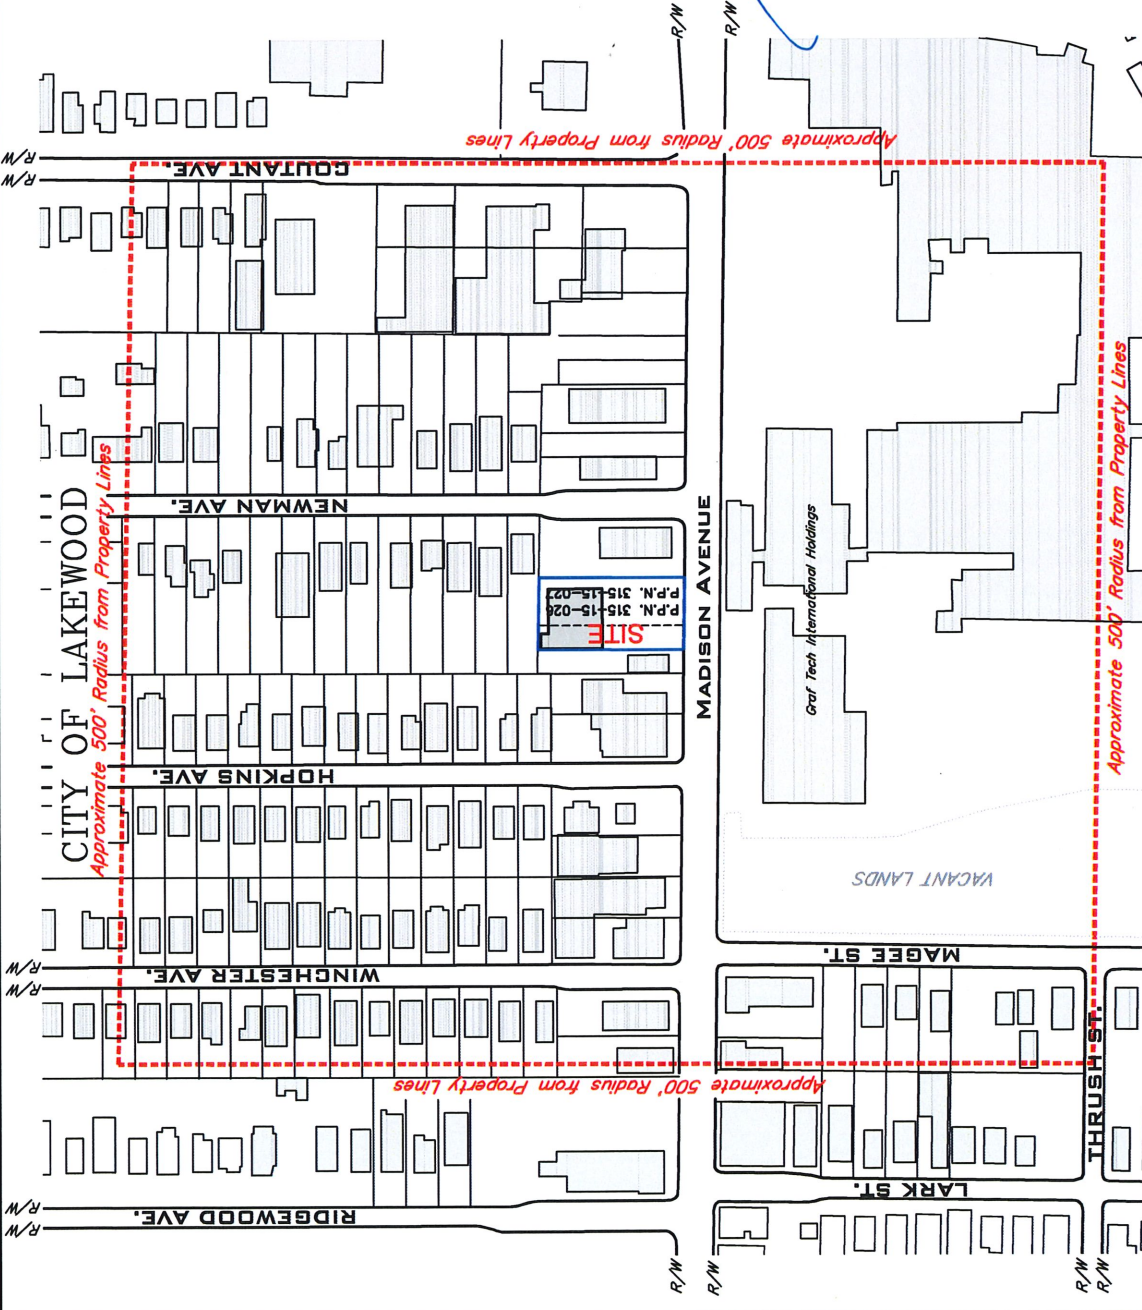 R/W
R/W
Approximate 500' Radius from Property Lines
R/W
R/W
COUTANT AVE.
Approximate 500' Radius from Property Lines
NEWMAN AVE.
CITY OF LAKEWOOD
Approximate 500' Radius from Property Lines
MADISON AVENUE
Graf Tech International Holdings
P.P.N. 315-15-027
P.P.N. 315-15-026
SITE
HOPKINS AVE.
VACANT LANDS
MAGEE ST.
R/W
R/W
WINCHESTER AVE.
THRUSH ST.
Approximate 500' Radius from Property Lines
LARK ST.
R/W
R/W
RIDGEWOOD AVE.
R/W
R/W
R/W
R/W